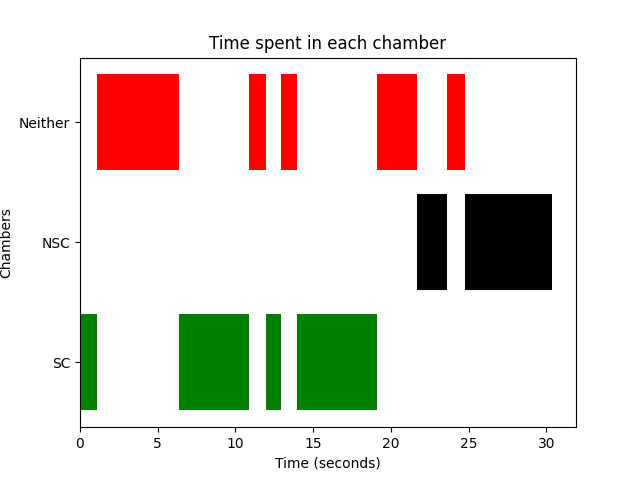 Time spent in each chamber
Neither
NSC
SC
Chambers
0 5 10 15 20 25 30
Time (seconds)